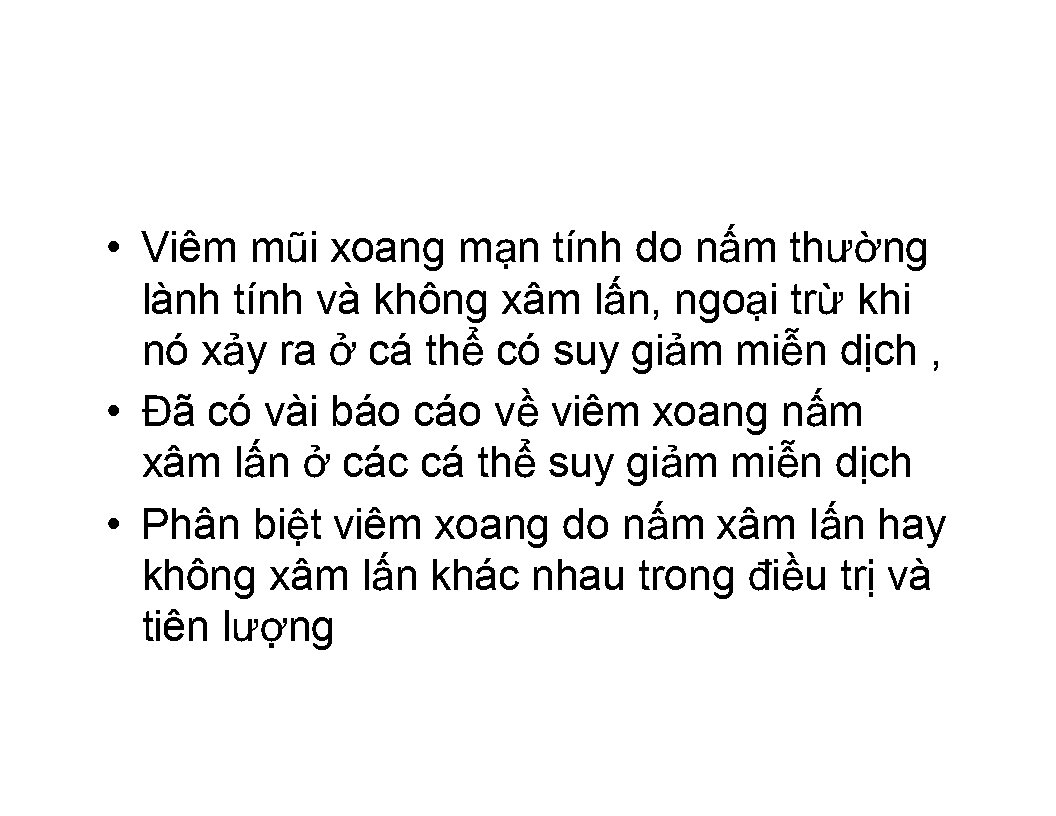 • Viêm mũi xoang mạn tính do nấm thường
lành tính và không xâm lấn, ngoại trừ khi
nó xảy ra ở cá thể có suy giảm miễn dịch ,
• Đã có vài báo cáo về viêm xoang nấm
xâm lấn ở các cá thể suy giảm miễn dịch
• Phân biệt viêm xoang do nấm xâm lấn hay
không xâm lấn khác nhau trong điều trị và
tiên lượng